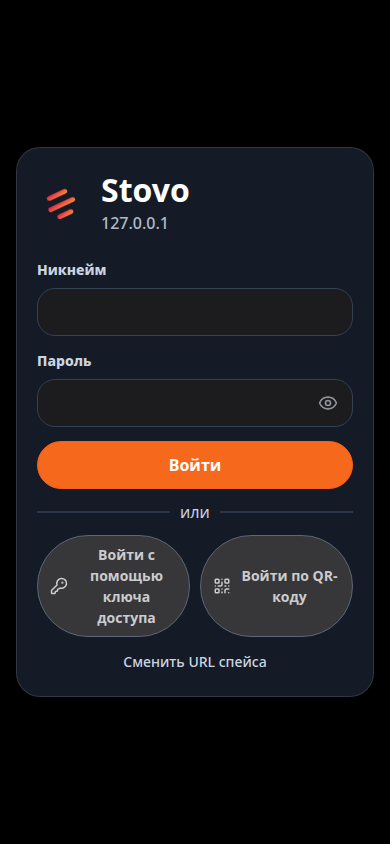 Stovo
127.0.0.1
Никнейм
Пароль
Войти
или
Войти с
помощью
ключа
доступа
Войти по QR-
коду
Сменить URL спейса